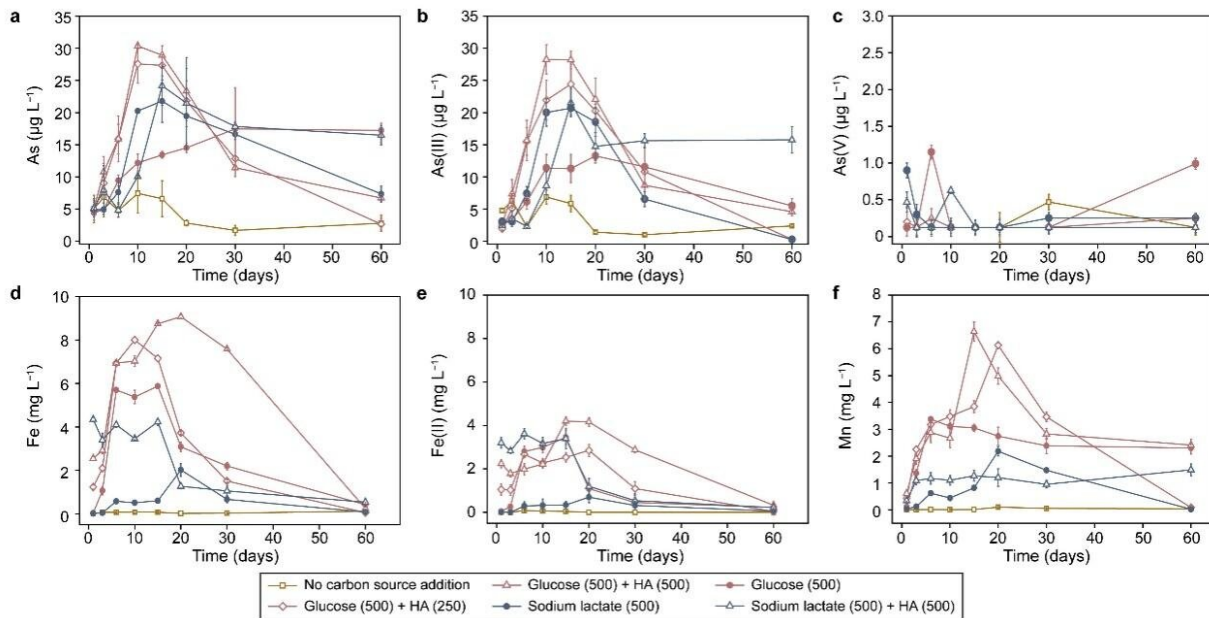 a b c
35 35 3.0
30 30 2.5
25 25 2.0
20 20 1.5
15 15 1.0
10 10 0.5
5 5 0.0
0 0
As (µg L⁻¹) As(III) (µg L⁻¹) As(V) (µg L⁻¹)
0 10 20 30 40 50 60 0 10 20 30 40 50 60 0 10 20 30 40 50 60
Time (days) Time (days) Time (days)
d e f
10 10 8
8 8 7
6 6 6
4 4 5
2 2 4
0 0 3
2
1
0
Fe (mg L⁻¹) Fe(II) (mg L⁻¹) Mn (mg L⁻¹)
0 10 20 30 40 50 60 0 10 20 30 40 50 60 0 10 20 30 40 50 60
Time (days) Time (days) Time (days)
No carbon source addition Glucose (500) + HA (500) Glucose (500)
Glucose (500) + HA (250) Sodium lactate (500) Sodium lactate (500) + HA (500)